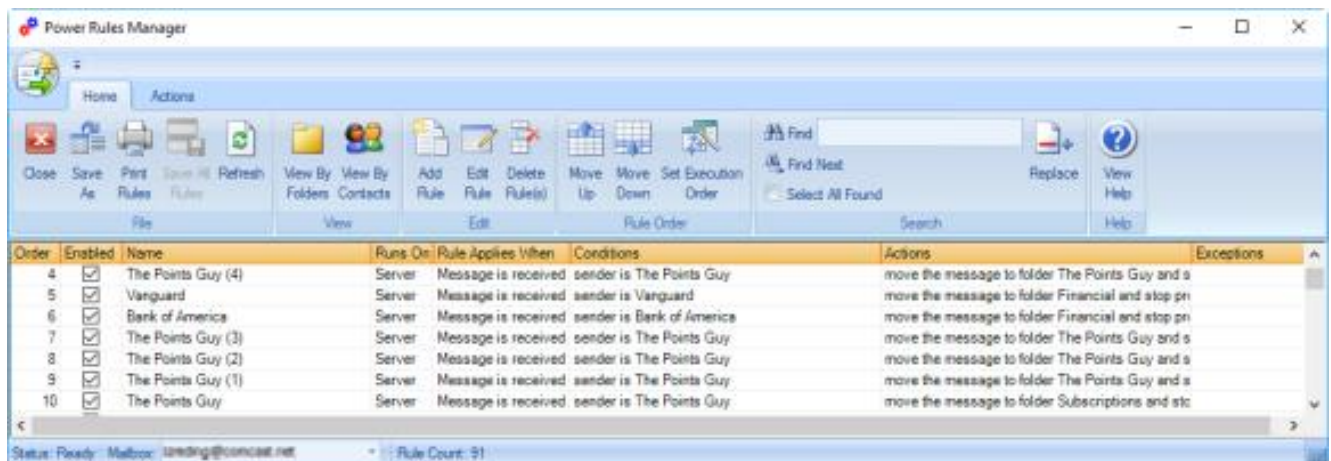 Power Rules Manager
Home Actions
Close Save As Print Rules Save All Rules Refresh View By Folders View By Contacts Add Rule Edit Rule Delete Rule(s) Move Up Move Down Set Execution Order
Find
Find Next
Select All Found
Replace View Help
File View Edit Rule Order Search Help
Order Enabled Name Runs On Rule Applies When Conditions Actions Exceptions
4 The Points Guy (4) Server Message is received sender is The Points Guy move the message to folder The Points Guy and s
5 Vanguard Server Message is received sender is Vanguard move the message to folder Financial and stop pr
6 Bank of America Server Message is received sender is Bank of America move the message to folder Financial and stop pr
7 The Points Guy (3) Server Message is received sender is The Points Guy move the message to folder The Points Guy and s
8 The Points Guy (2) Server Message is received sender is The Points Guy move the message to folder The Points Guy and s
9 The Points Guy (1) Server Message is received sender is The Points Guy move the message to folder The Points Guy and s
10 The Points Guy Server Message is received sender is The Points Guy move the message to folder Subscriptions and sto
Status: Ready Mailbox: Rule Count: 91